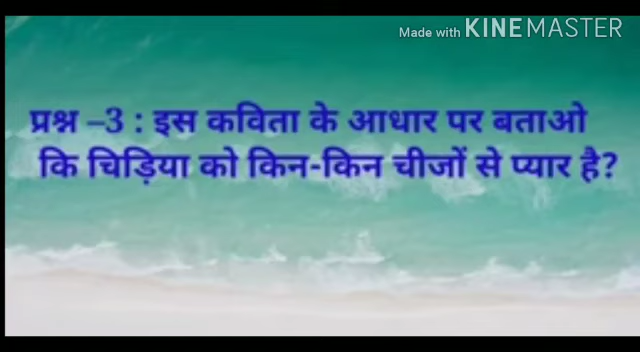 Made with KINEMASTER
प्रश्न –3 : इस कविता के आधार पर बताओ
कि चिड़िया को किन-किन चीजों से प्यार है?